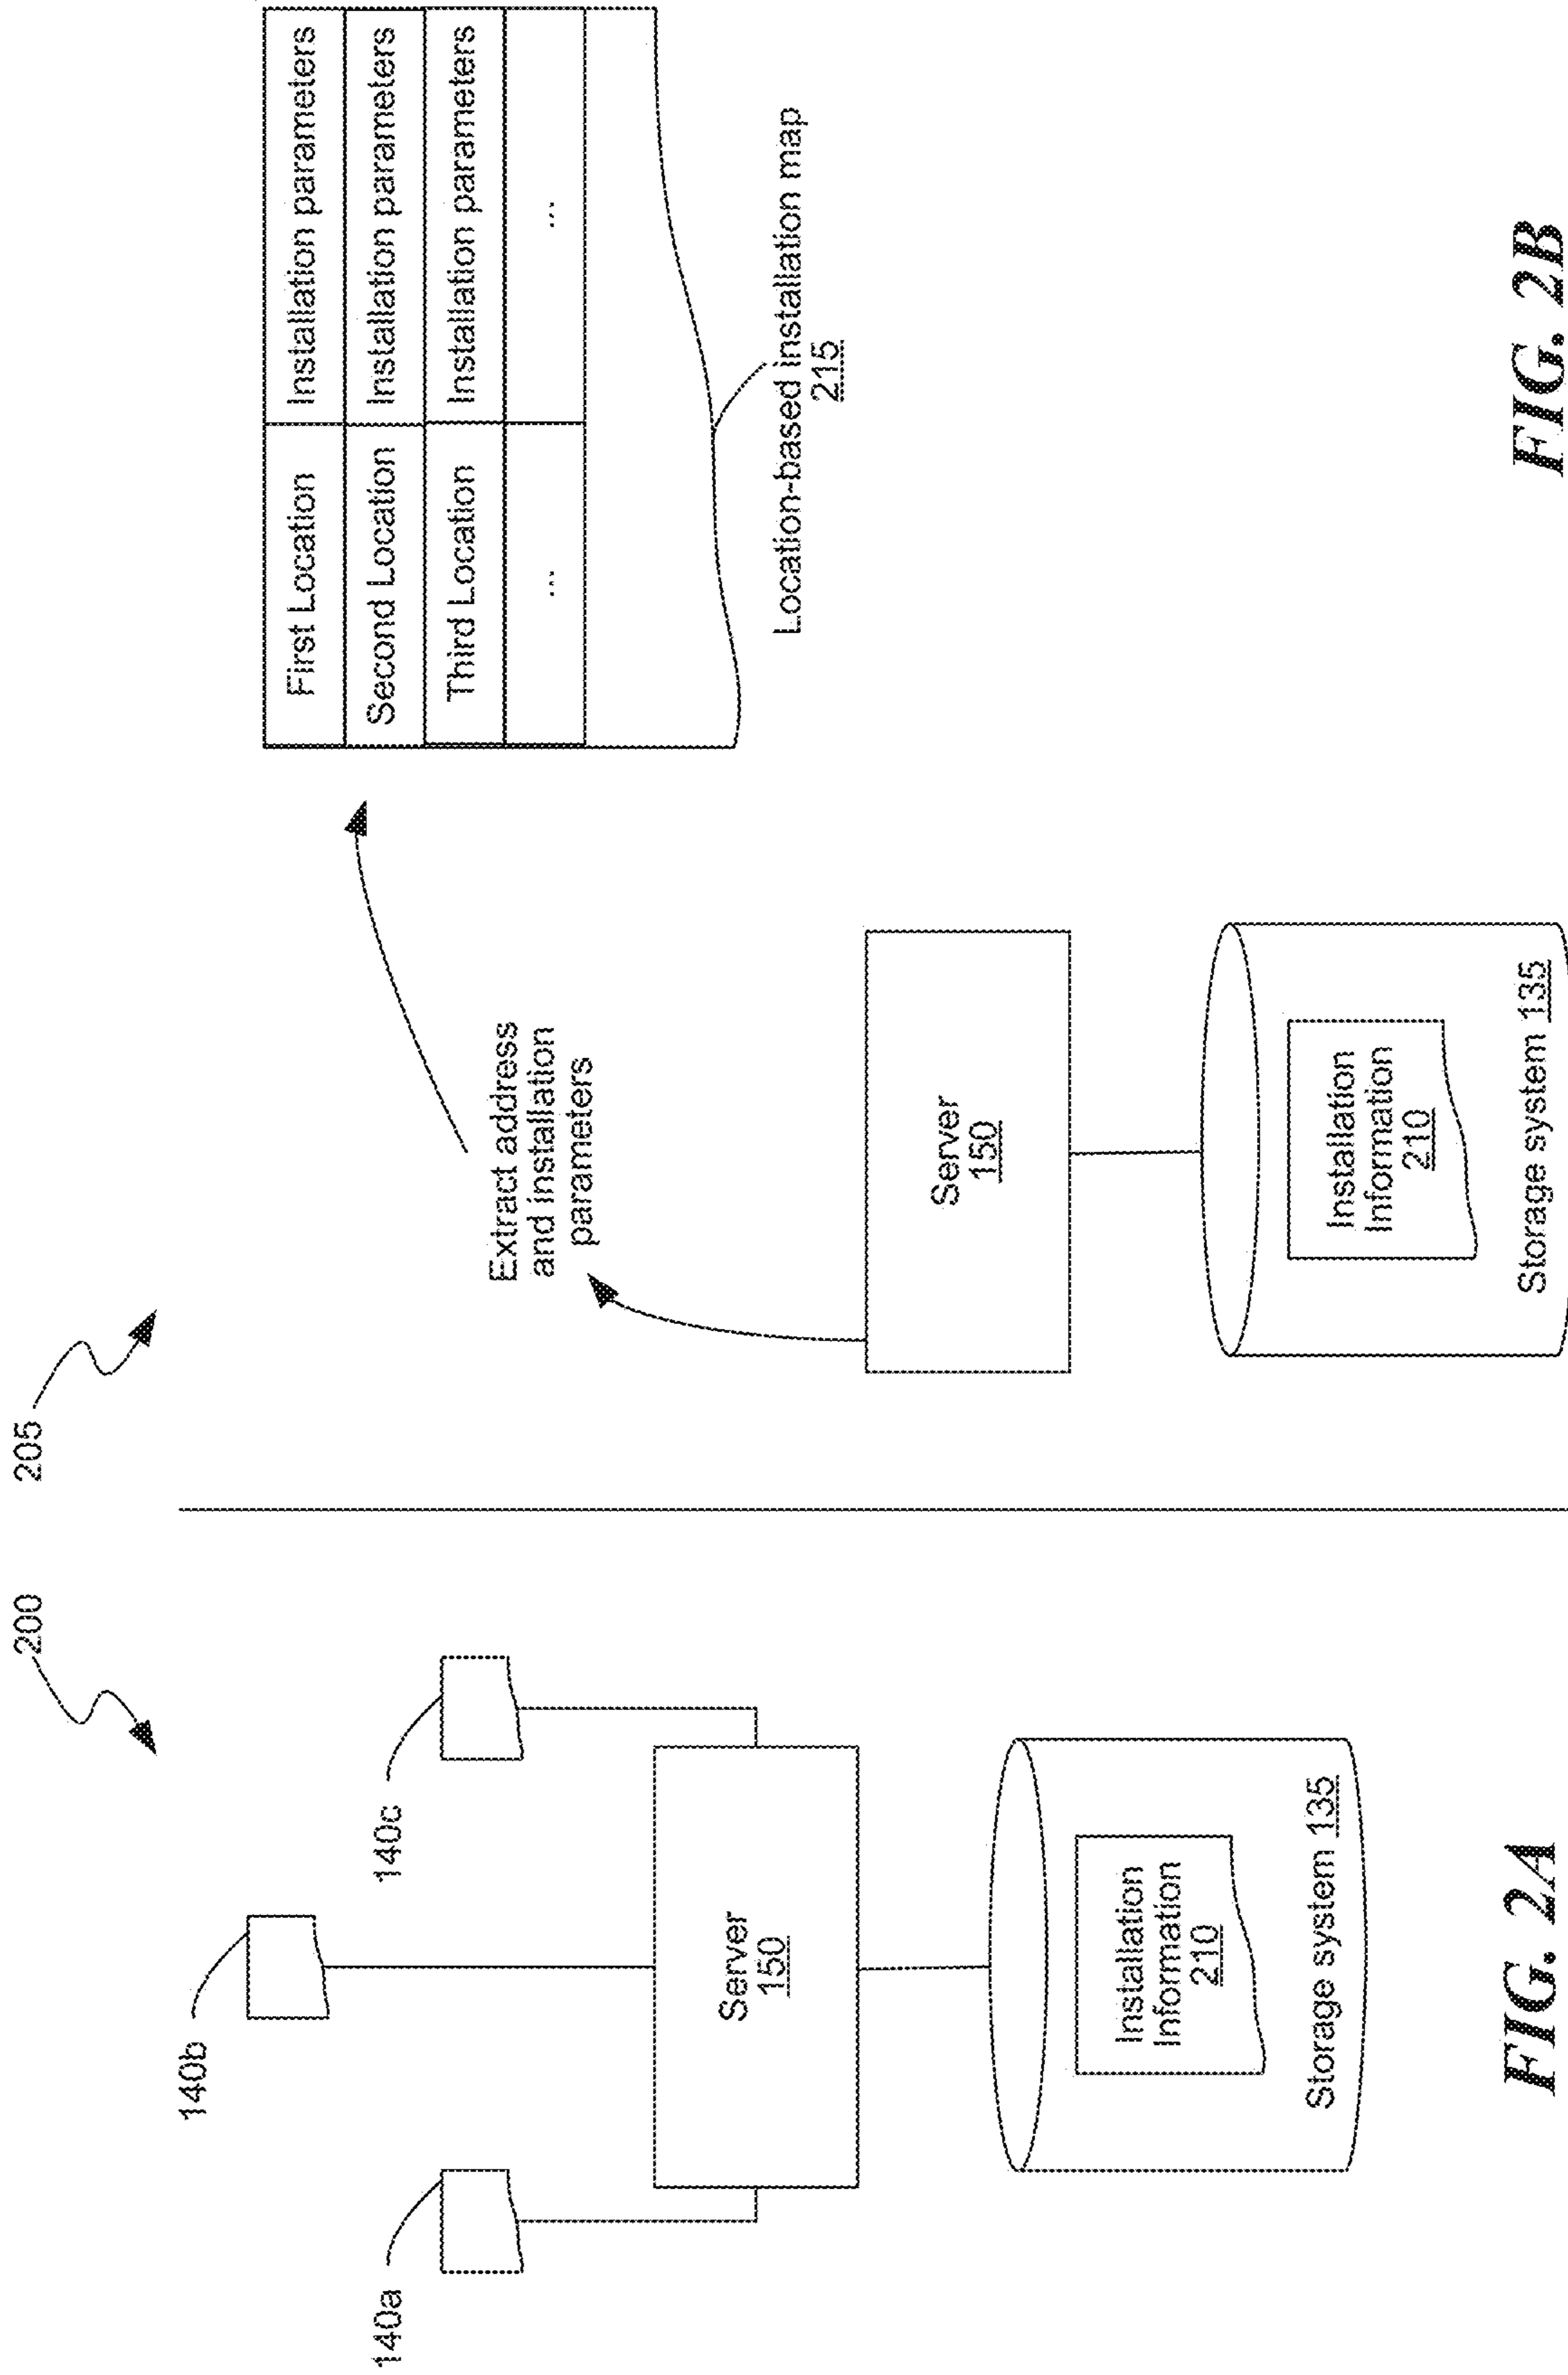 200
140b
140a
140c
Server
150
Installation
Information
210
Storage system 135
FIG. 2A
205
First Location
Installation parameters
Second Location
Installation parameters
Third Location
Installation parameters
...
...
Location-based installation map
215
Extract address
and installation
parameters
Server
150
Installation
Information
210
Storage system 135
FIG. 2B